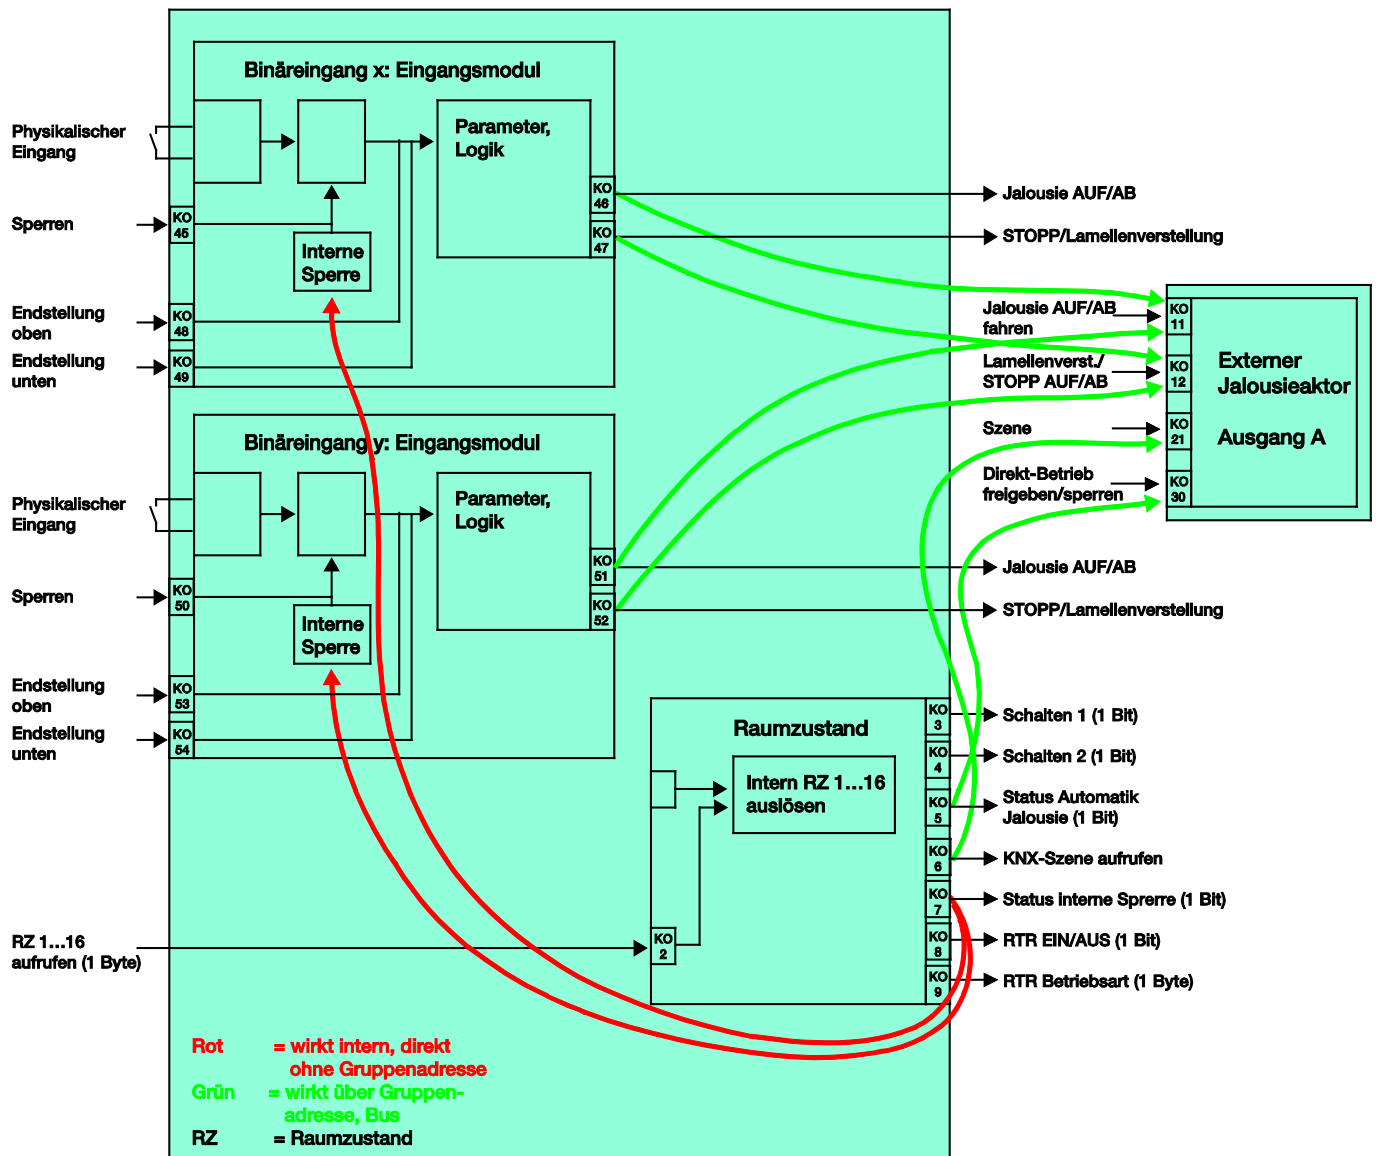 Binäreingang x: Eingangsmodul
Physikalischer
Eingang
Parameter,
Logik
KO
46
Jalousie AUF/AB
Sperren
KO
45
KO
47
STOPP/Lamellenverstellung
Interne
Sperre
Endstellung
oben
KO
48
Endstellung
unten
KO
49
Jalousie AUF/AB
fahren
KO
11
Lamellenverst./
STOPP AUF/AB
KO
12
Szene
KO
21
Direkt-Betrieb
freigeben/sperren
KO
30
Externer
Jalousieaktor
Ausgang A
Binäreingang y: Eingangsmodul
Physikalischer
Eingang
Parameter,
Logik
KO
51
Jalousie AUF/AB
Sperren
KO
50
KO
52
STOPP/Lamellenverstellung
Interne
Sperre
Endstellung
oben
KO
53
Endstellung
unten
KO
54
Raumzustand
Intern RZ 1...16
auslösen
KO
3
Schalten 1 (1 Bit)
KO
4
Schalten 2 (1 Bit)
KO
5
Status Automatik
Jalousie (1 Bit)
KO
6
KNX-Szene aufrufen
KO
7
Status interne Sprerre (1 Bit)
KO
8
RTR EIN/AUS (1 Bit)
KO
9
RTR Betriebsart (1 Byte)
RZ 1...16
aufrufen (1 Byte)
KO
2
Rot = wirkt intern, direkt
ohne Gruppenadresse
Grün = wirkt über Gruppen-
adresse, Bus
RZ = Raumzustand